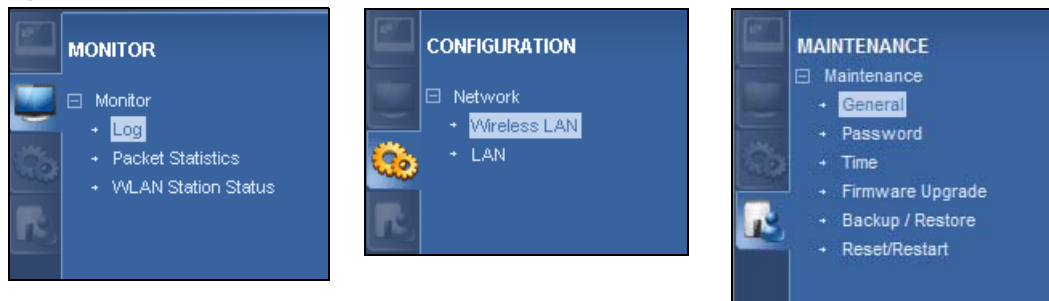 MONITOR
Monitor
Log
Packet Statistics
WLAN Station Status
CONFIGURATION
Network
Wireless LAN
LAN
MAINTENANCE
Maintenance
General
Password
Time
Firmware Upgrade
Backup / Restore
Reset/Restart